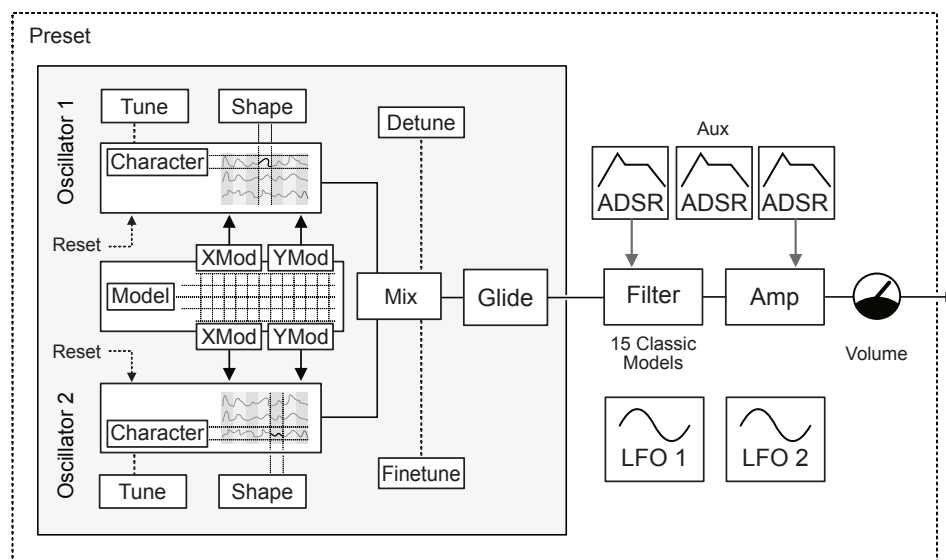 Preset
Oscillator 1
Tune
Shape
Character
Reset
XMod
YMod
Model
XMod
YMod
Reset
Oscillator 2
Character
Tune
Shape
Detune
Mix
Finetune
Glide
Aux
ADSR
ADSR
ADSR
Filter
15 Classic
Models
Amp
Volume
LFO 1
LFO 2